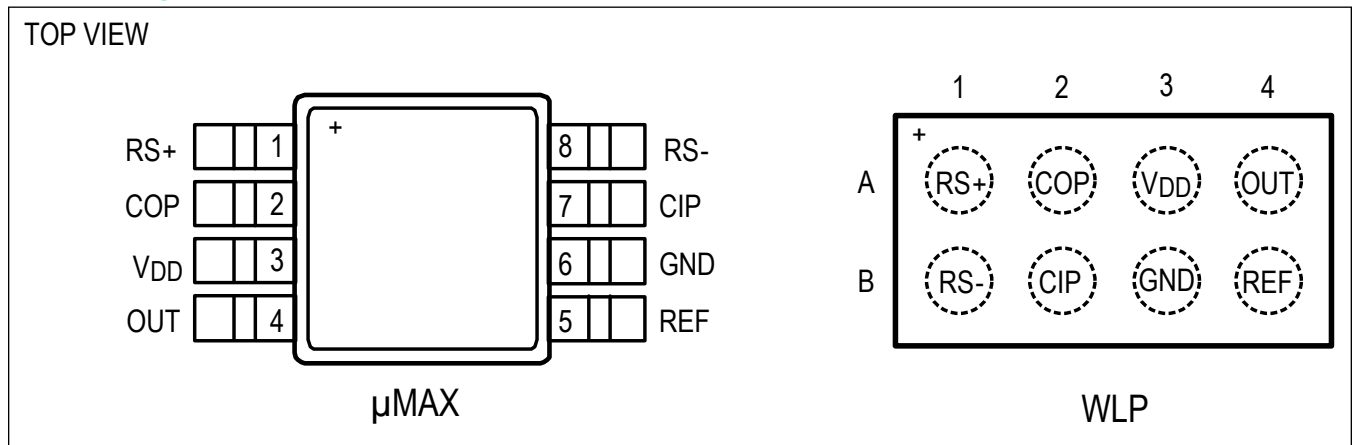 TOP VIEW
+
RS+ 1 8 RS-
COP 2 7 CIP
VDD 3 6 GND
OUT 4 5 REF
µMAX
1 2 3 4
+
A RS+ COP VDD OUT
B RS- CIP GND REF
WLP